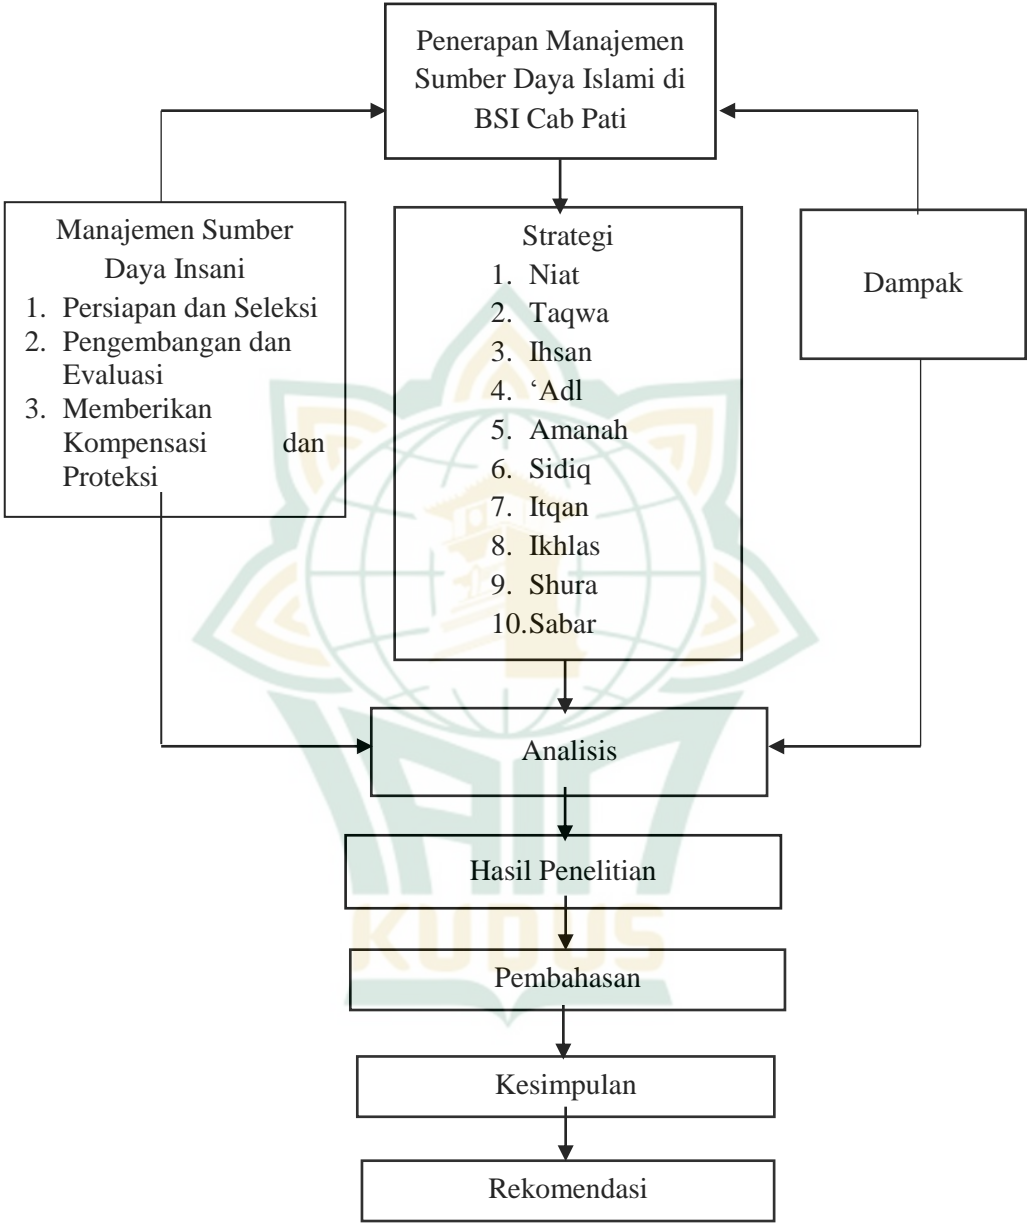 Penerapan Manajemen
Sumber Daya Islami di
BSI Cab Pati
Manajemen Sumber
Daya Insani
1. Persiapan dan Seleksi
2. Pengembangan dan
Evaluasi
3. Memberikan
Kompensasi dan
Proteksi
Strategi
1. Niat
2. Taqwa
3. Ihsan
4. ‘Adl
5. Amanah
6. Sidiq
7. Itqan
8. Ikhlas
9. Shura
10.Sabar
Dampak
Analisis
Hasil Penelitian
Pembahasan
Kesimpulan
Rekomendasi
IAIN
KUDUS